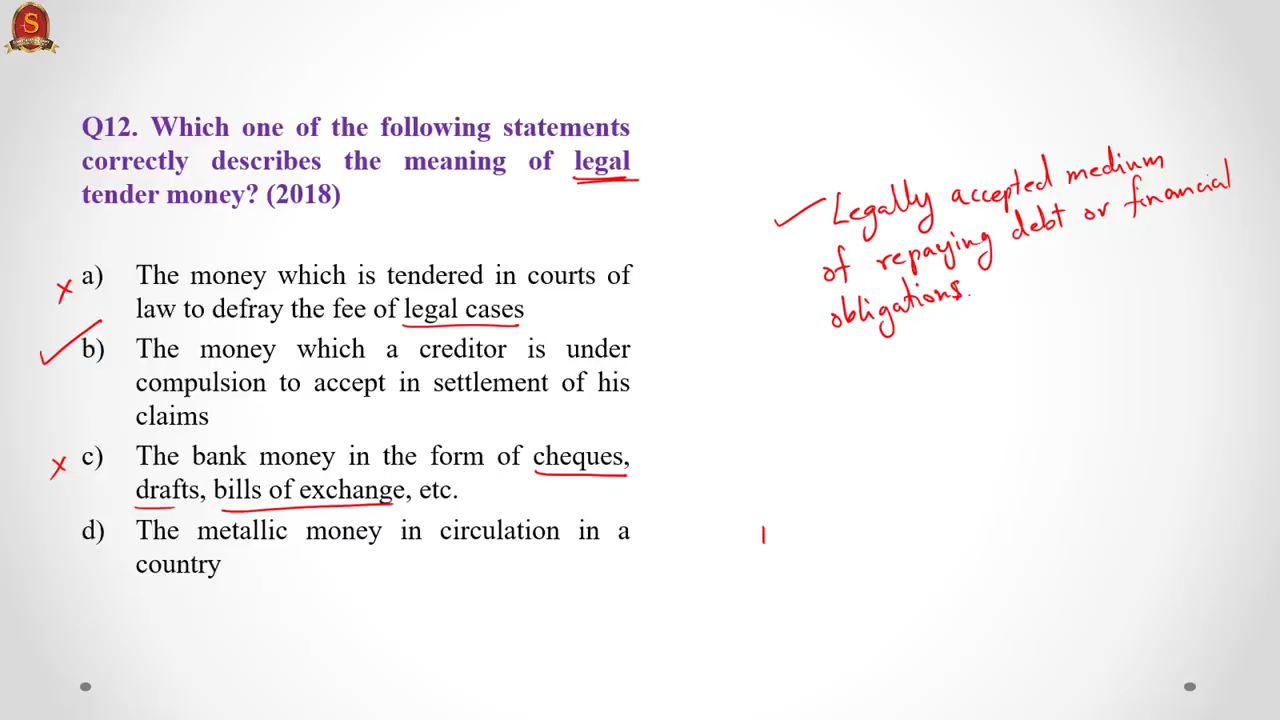 S
Q12. Which one of the following statements
correctly describes the meaning of legal
tender money? (2018)
a) The money which is tendered in courts of
law to defray the fee of legal cases
b) The money which a creditor is under
compulsion to accept in settlement of his
claims
c) The bank money in the form of cheques,
drafts, bills of exchange, etc.
d) The metallic money in circulation in a
country
Legally accepted medium
of repaying debt or financial
obligations.